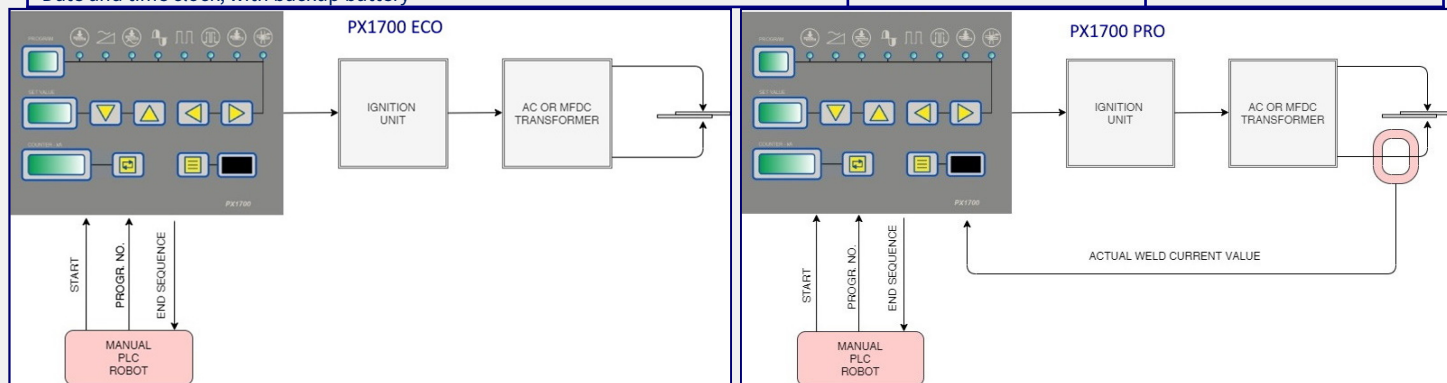 Date and time clock, with backup battery
PX1700 ECO
PROGRAM
SET VALUE
COUNTER - kA
PX1700
IGNITION
UNIT
AC OR MFDC
TRANSFORMER
START
PROGR. NO.
END SEQUENCE
MANUAL
PLC
ROBOT
PX1700 PRO
PROGRAM
SET VALUE
COUNTER - kA
PX1700
IGNITION
UNIT
AC OR MFDC
TRANSFORMER
ACTUAL WELD CURRENT VALUE
START
PROGR. NO.
END SEQUENCE
MANUAL
PLC
ROBOT